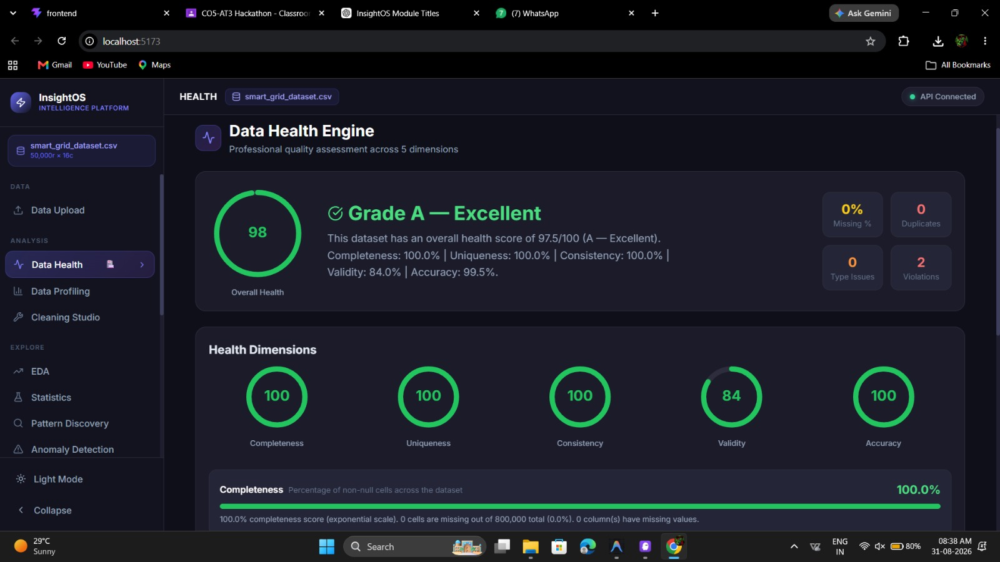 frontend
CO5-AT3 Hackathon - Classroo
InsightOS Module Titles
(7) WhatsApp
Ask Gemini
localhost:5173
Gmail
YouTube
Maps
All Bookmarks
InsightOS
INTELLIGENCE PLATFORM
HEALTH
smart_grid_dataset.csv
API Connected
smart_grid_dataset.csv
50,000r × 16c
DATA
Data Upload
ANALYSIS
Data Health
Data Profiling
Cleaning Studio
EXPLORE
EDA
Statistics
Pattern Discovery
Anomaly Detection
Light Mode
Collapse
Data Health Engine
Professional quality assessment across 5 dimensions
98
Overall Health
Grade A — Excellent
This dataset has an overall health score of 97.5/100 (A — Excellent).
Completeness: 100.0% | Uniqueness: 100.0% | Consistency: 100.0% |
Validity: 84.0% | Accuracy: 99.5%.
0%
Missing %
0
Duplicates
0
Type Issues
2
Violations
Health Dimensions
100
Completeness
100
Uniqueness
100
Consistency
84
Validity
100
Accuracy
Completeness Percentage of non-null cells across the dataset
100.0%
100.0% completeness score (exponential scale). 0 cells are missing out of 800,000 total (0.0%). 0 column(s) have missing values.
29°C
Sunny
Search
ENG
IN
80%
08:38 AM
31-08-2026